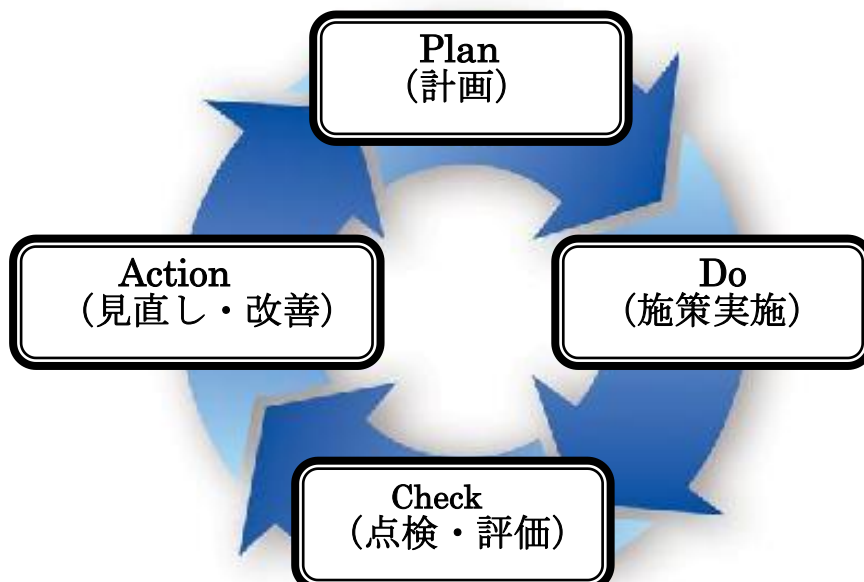 Plan
（計画）
Action
（見直し・改善）
Do
（施策実施）
Check
（点検・評価）